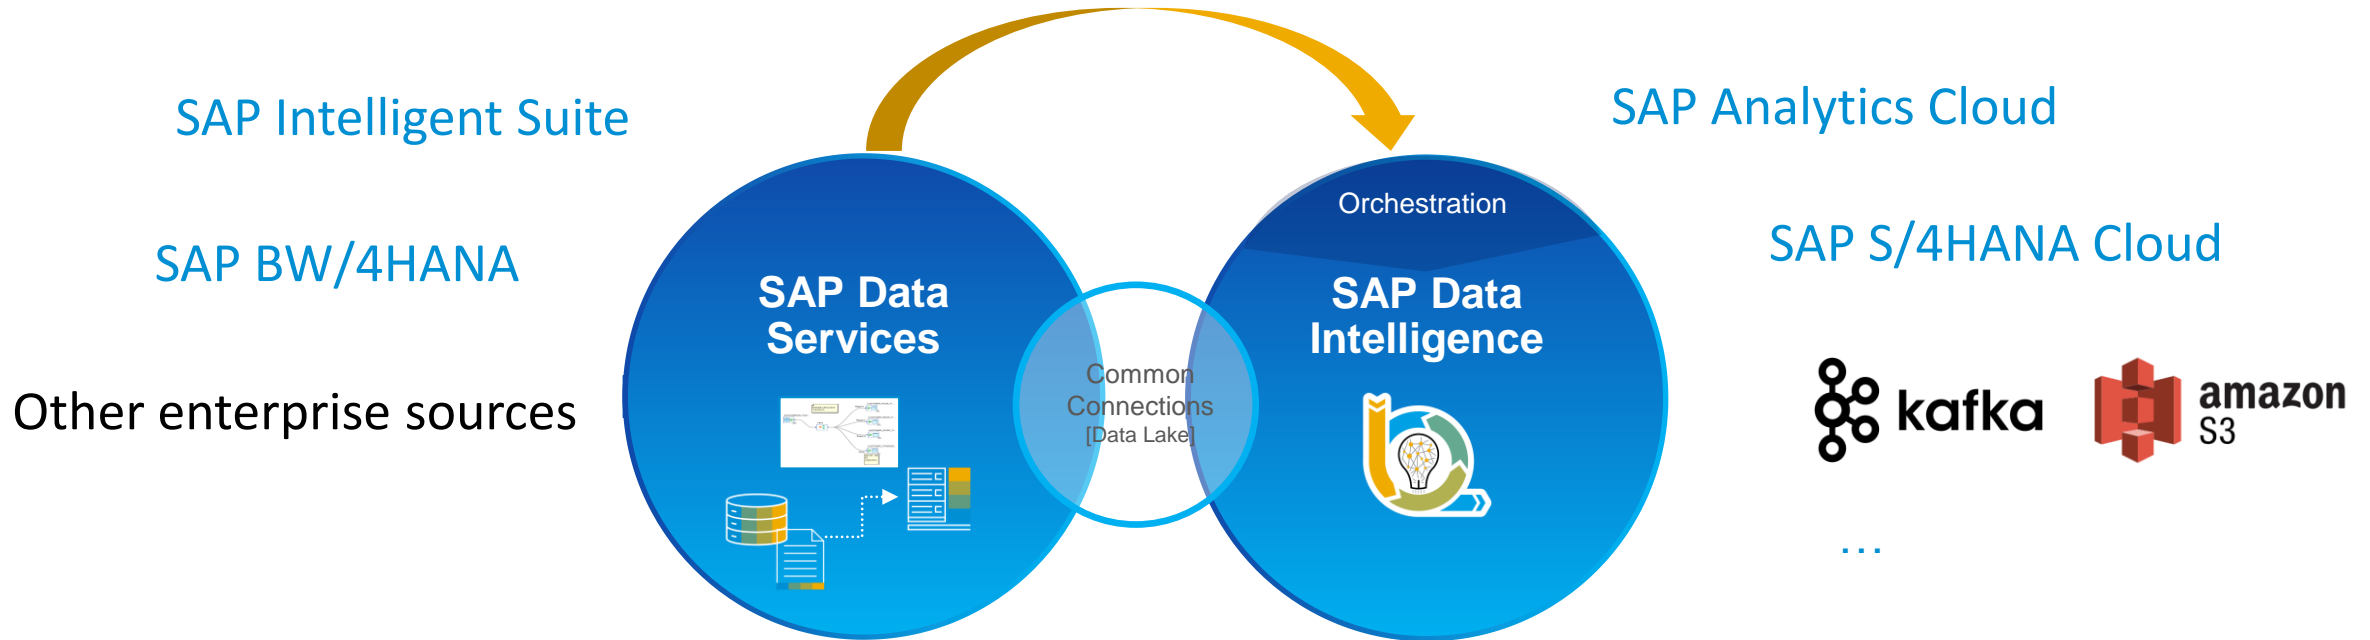 SAP Intelligent Suite
SAP BW/4HANA
Other enterprise sources
SAP Data
Services
Common
Connections
[Data Lake]
Orchestration
SAP Data
Intelligence
SAP Analytics Cloud
SAP S/4HANA Cloud
kafka
amazon
S3
...